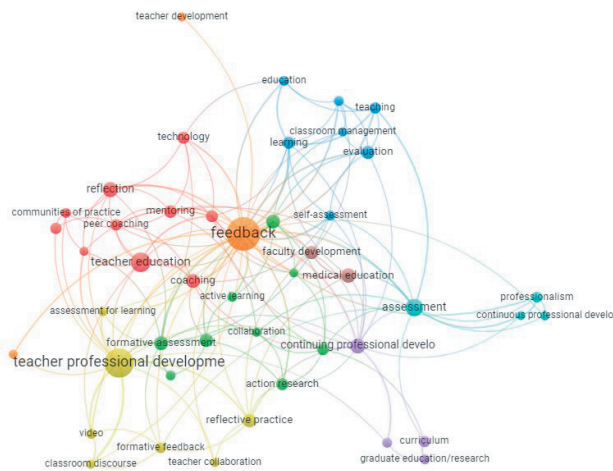 teacher development
education
teaching
classroom management
technology
learning
evaluation
reflection
communities of practice
mentoring
self-assessment
peer coaching
feedback
faculty development
teacher education
medical education
coaching
active learning
professionalism
assessment
assessment for learning
continuous professional develo
collaboration
formative assessment
continuing professional develo
teacher professional developme
action research
reflective practice
video
curriculum
formative feedback
graduate education/research
classroom discourse
teacher collaboration